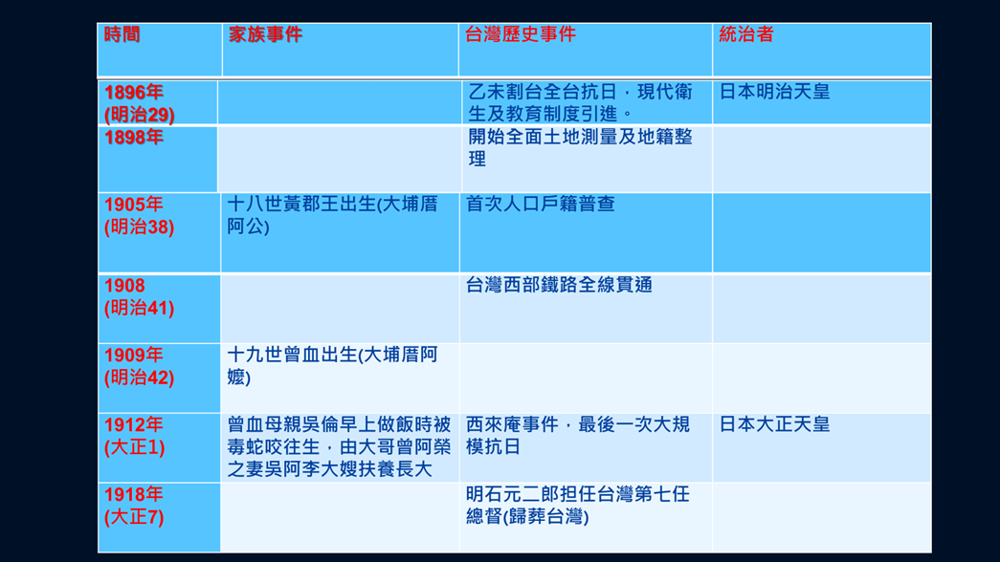 時間 家族事件 台灣歷史事件 統治者
1896年 乙未割台全台抗日，現代衛 日本明治天皇
(明治29) 生及教育制度引進。
1898年 開始全面土地測量及地籍整
理
1905年 十八世黃郡王出生(大埔厝 首次人口戶籍普查
(明治38) 阿公)
1908 台灣西部鐵路全線貫通
(明治41)
1909年 十九世曾血出生(大埔厝阿
(明治42) 嬤)
1912年 曾血母親吳倫早上做飯時被 西來庵事件，最後一次大規 日本大正天皇
(大正1) 毒蛇咬往生，由大哥曾阿榮 模抗日
之妻吳阿李大嫂扶養長大
1918年 明石元二郎担任台灣第七任
(大正7) 總督(歸葬台灣)